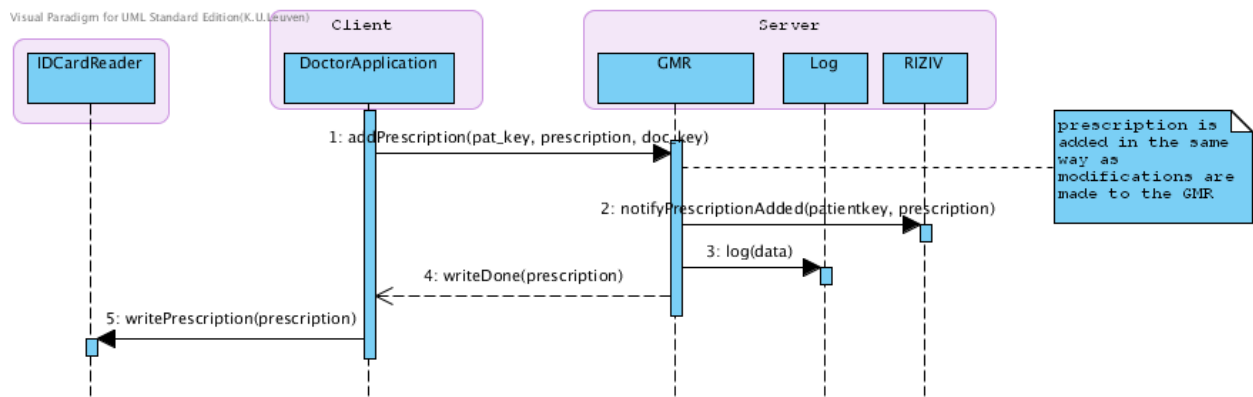 Visual Paradigm for UML Standard Edition(K.U.Leuven)
Client
Server
IDCardReader
DoctorApplication
GMR
Log
RIZIV
1: addPrescription(pat_key, prescription, doc_key)
prescription is
added in the same
way as
modifications are
made to the GMR
2: notifyPrescriptionAdded(patientkey, prescription)
3: log(data)
4: writeDone(prescription)
5: writePrescription(prescription)